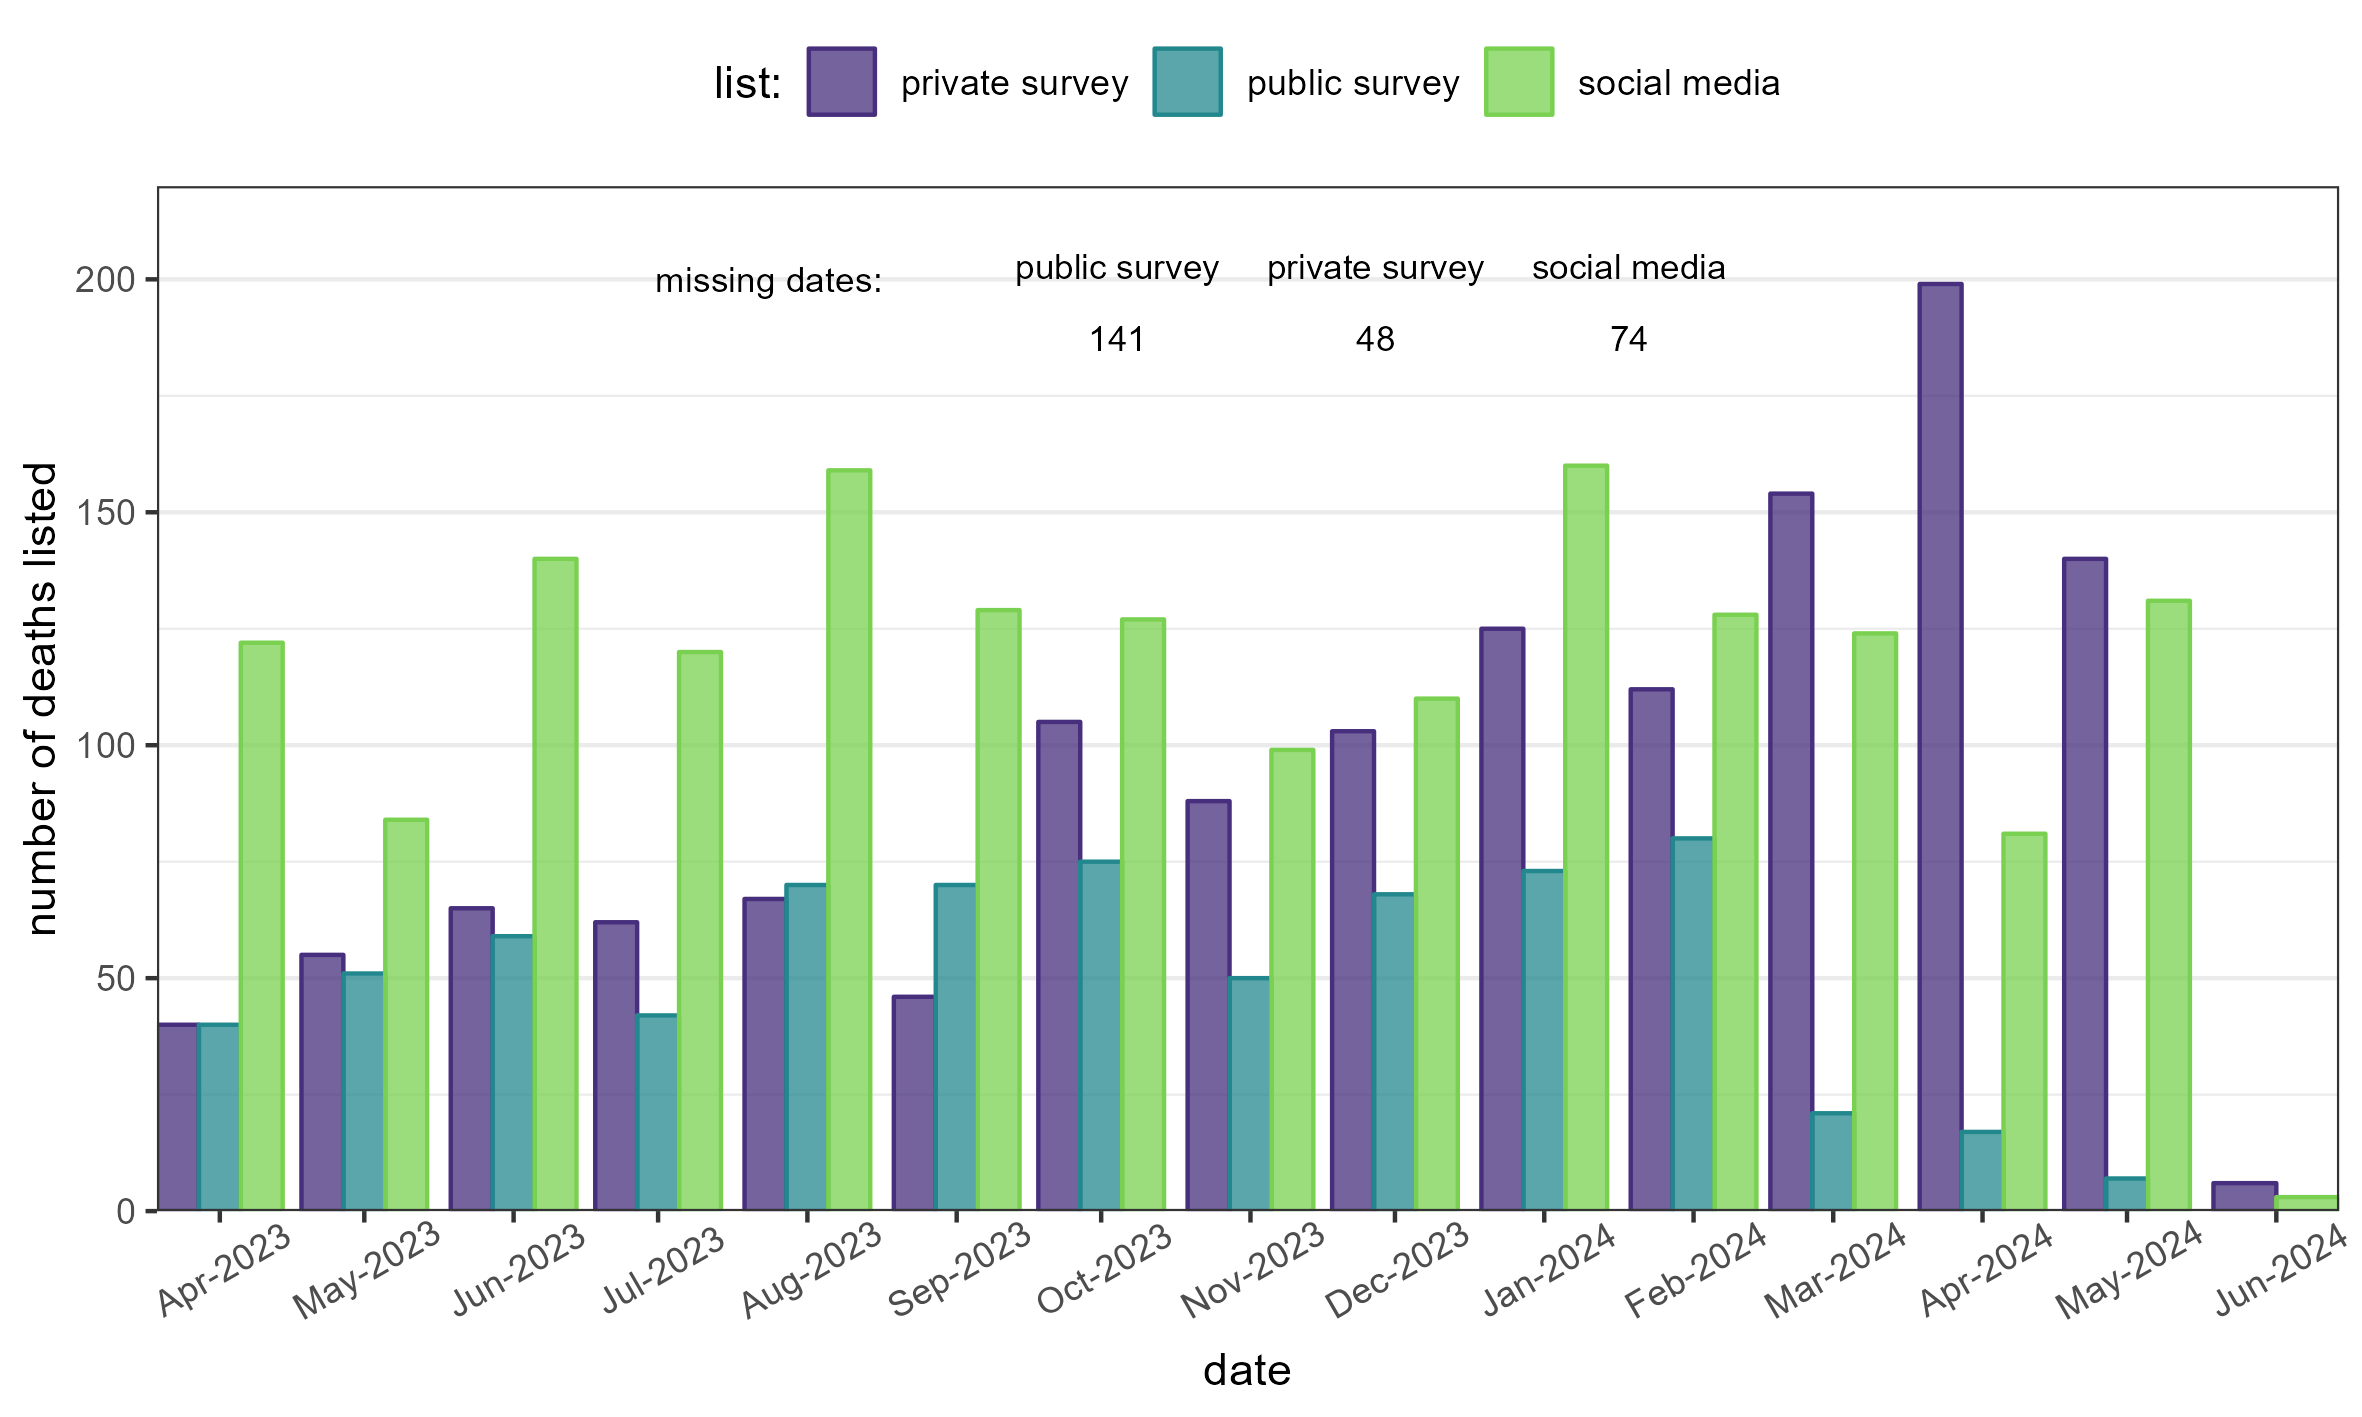 list: private survey public survey social media
missing dates: public survey private survey social media
141 48 74
number of deaths listed
200
150
100
50
0
Apr-2023 May-2023 Jun-2023 Jul-2023 Aug-2023 Sep-2023 Oct-2023 Nov-2023 Dec-2023 Jan-2024 Feb-2024 Mar-2024 Apr-2024 May-2024 Jun-2024
date